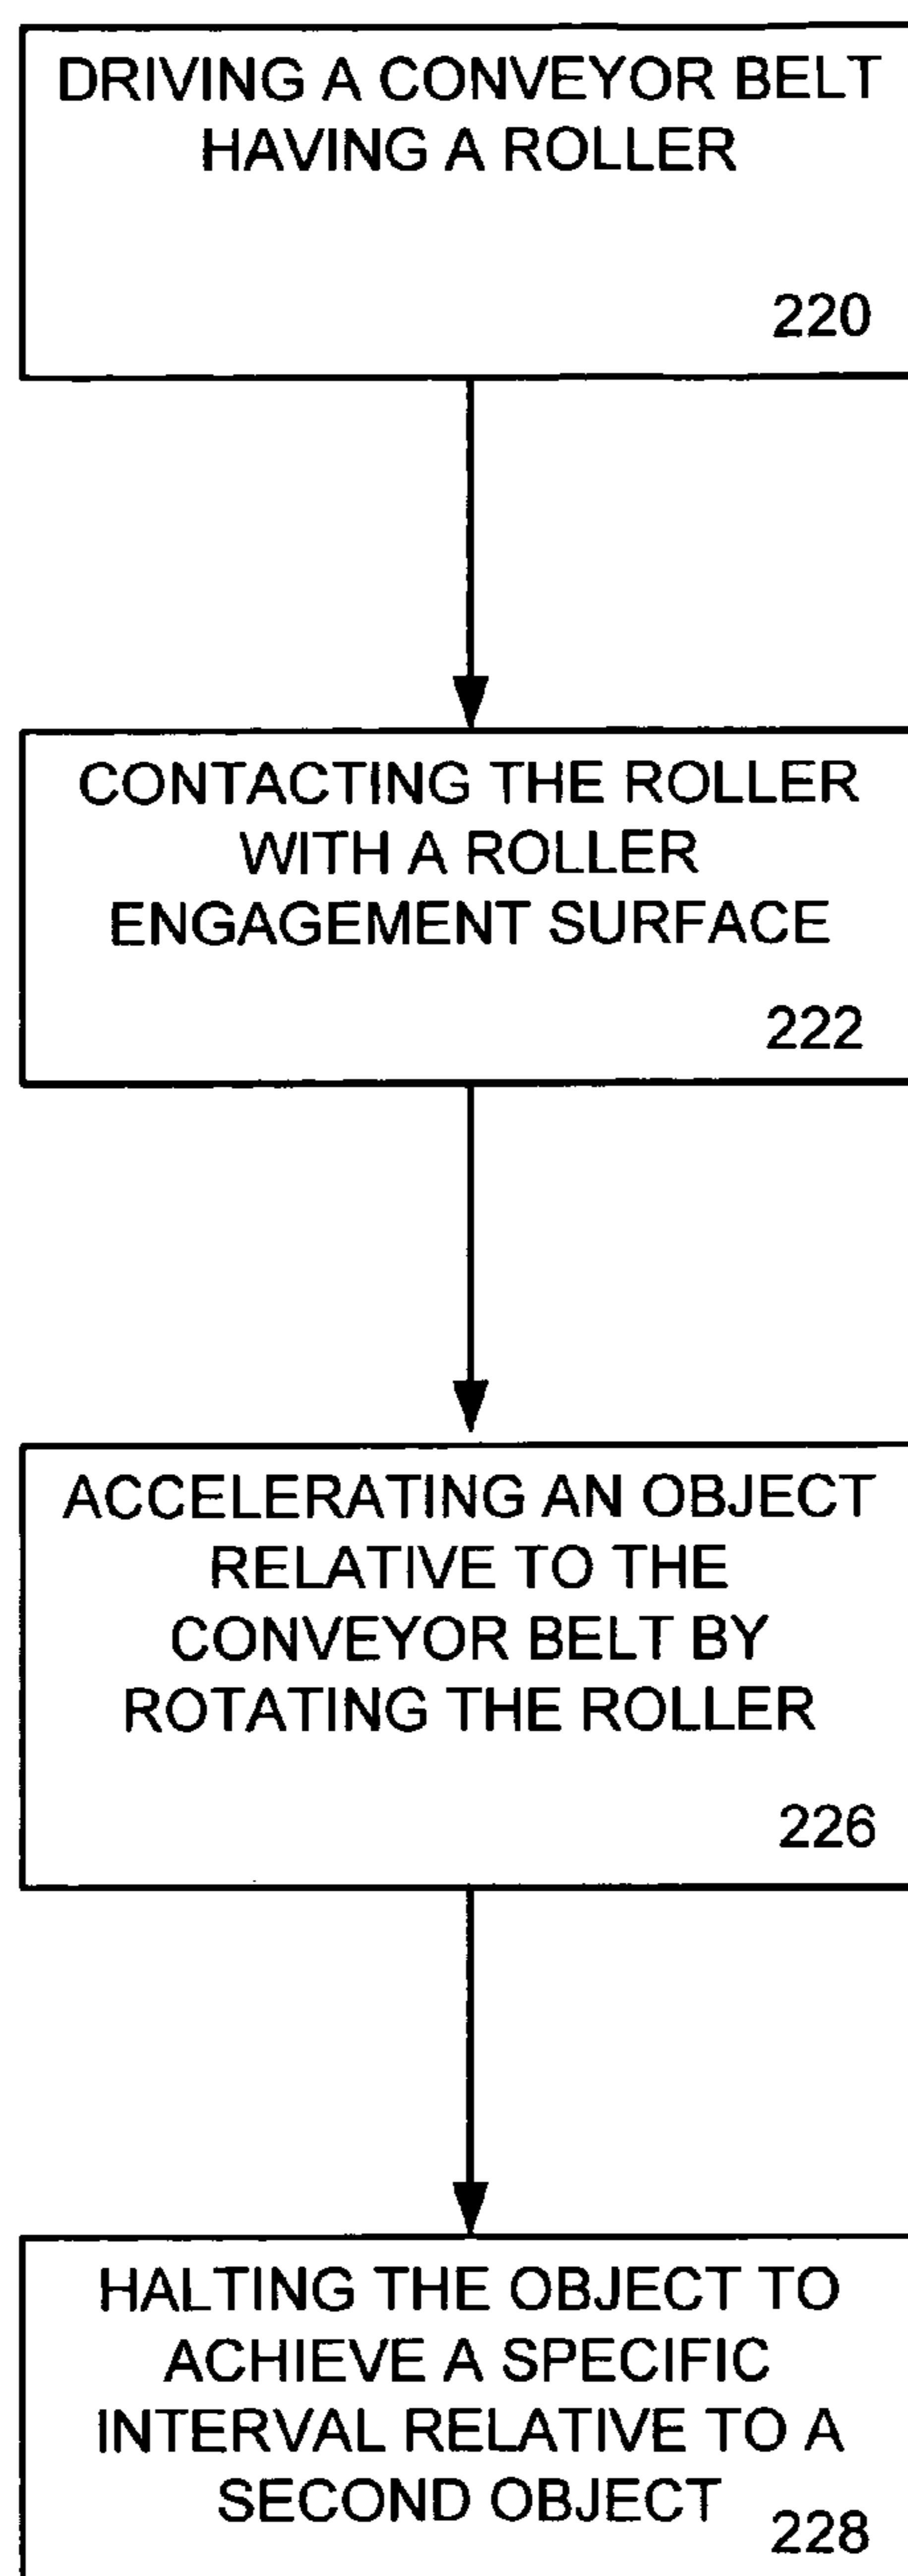 DRIVING A CONVEYOR BELT
HAVING A ROLLER
220
CONTACTING THE ROLLER
WITH A ROLLER
ENGAGEMENT SURFACE
222
ACCELERATING AN OBJECT
RELATIVE TO THE
CONVEYOR BELT BY
ROTATING THE ROLLER
226
HALTING THE OBJECT TO
ACHIEVE A SPECIFIC
INTERVAL RELATIVE TO A
SECOND OBJECT
228